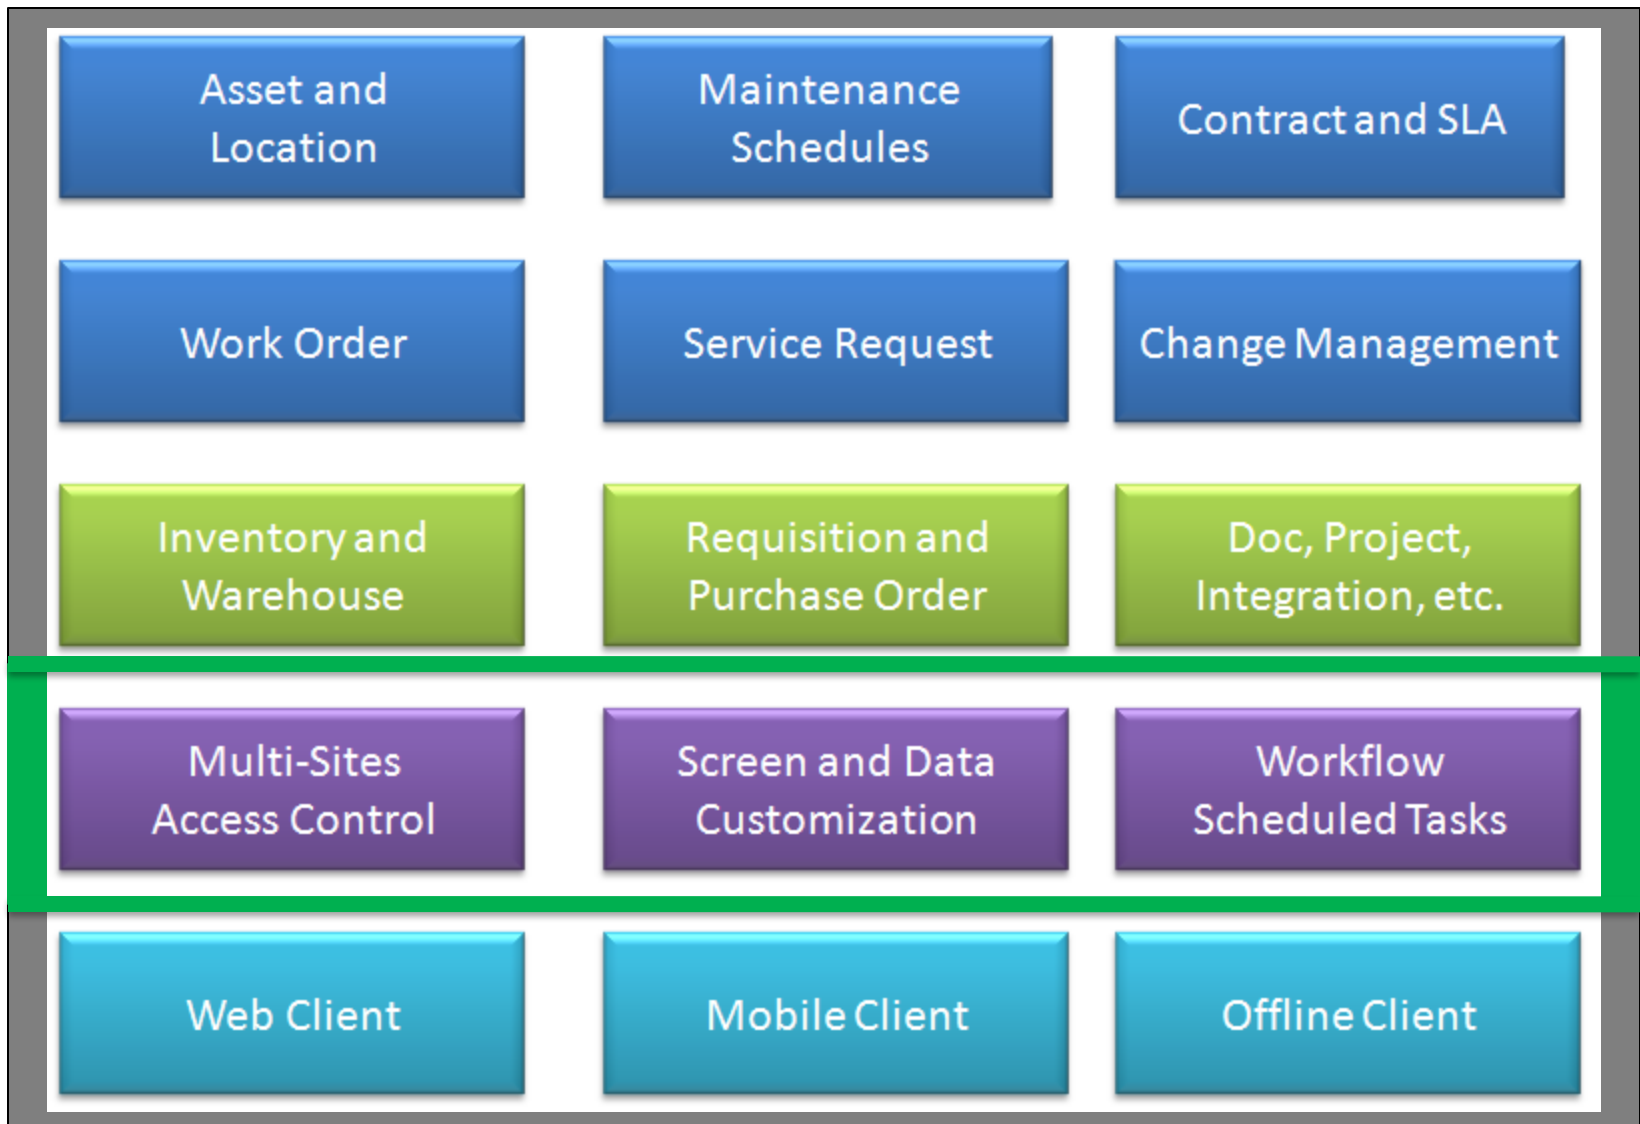 Asset and
Location
Maintenance
Schedules
Contract and SLA
Work Order
Service Request
Change Management
Inventory and
Warehouse
Requisition and
Purchase Order
Doc, Project,
Integration, etc.
Multi-Sites
Access Control
Screen and Data
Customization
Workflow
Scheduled Tasks
Web Client
Mobile Client
Offline Client